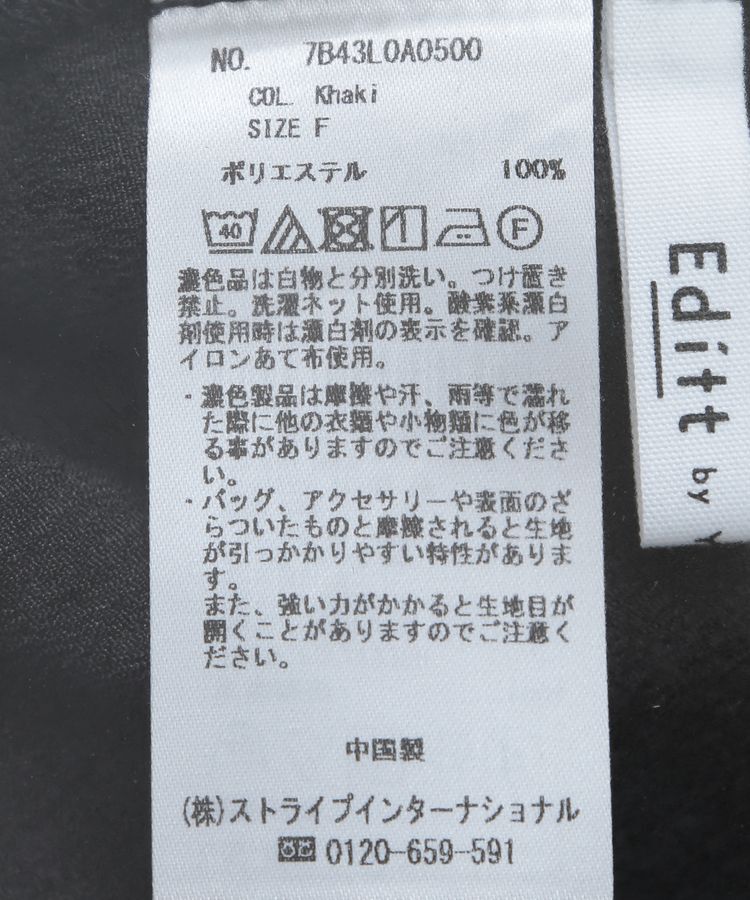 NO. 7B43L0A0500
COL. Khaki
SIZE F
ポリエステル 100%
40
F
濃色品は白物と分別洗い。つけ置き
禁止。洗濯ネット使用。酸素系漂白
剤使用時は漂白剤の表示を確認。ア
イロンあて布使用。
・濃色製品は摩擦や汗、雨等で濡れ
た際に他の衣類や小物類に色が移
る事がありますのでご注意くださ
い。
・バッグ、アクセサリーや表面のざ
らついたものと摩擦されると生地
が引っかかりやすい特性がありま
す。
また、強い力がかかると生地目が
開くことがありますのでご注意く
ださい。
中国製
(株)ストライプインターナショナル
0120-659-591
Editt by